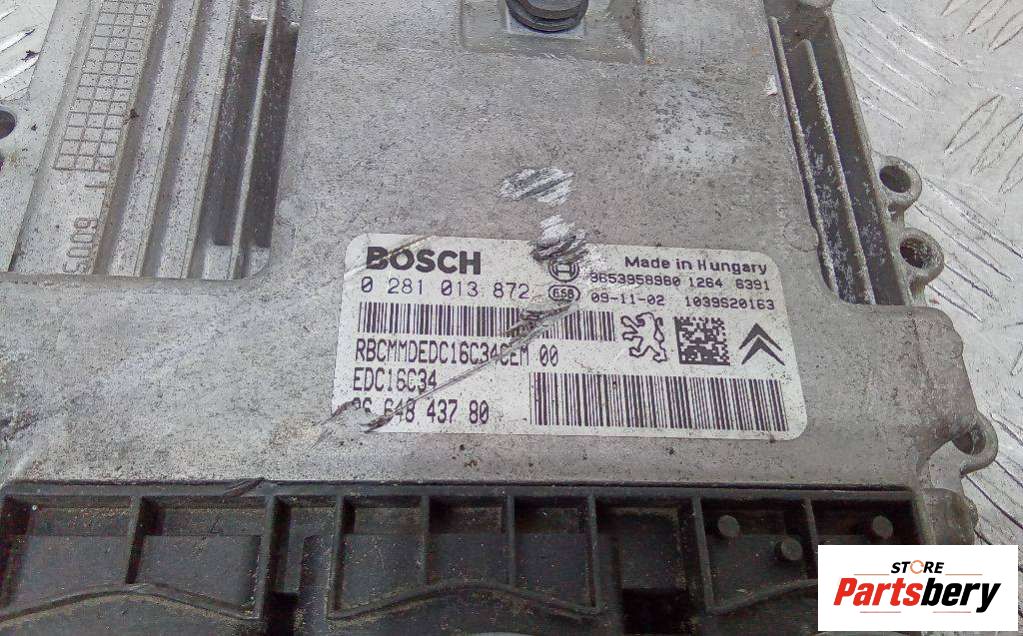 BOSCH
Made in Hungary
0 281 013 872
9653958980 1264 6391
09-11-02 1039S20163
RBCMMDEDC16C34CEM 00
EDC16C34
96 648 437 80
STORE
Partsbery